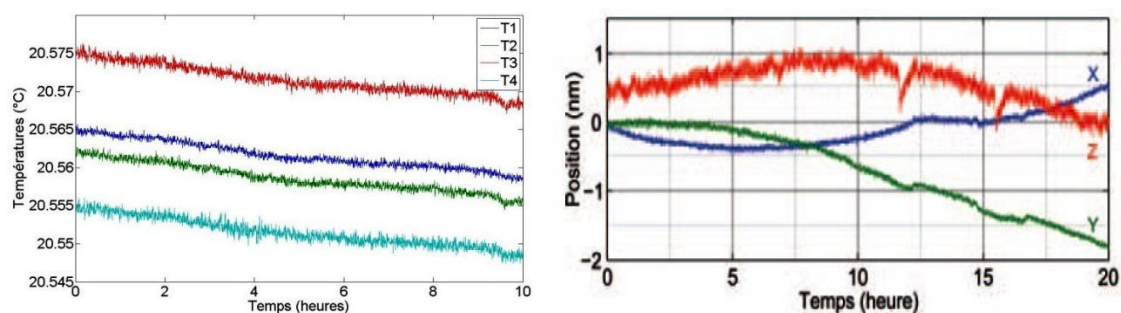 Températures (°C)
20.575
20.57
20.565
20.56
20.555
20.55
20.545
0
2
4
6
8
10
Temps (heures)
T1
T2
T3
T4
Position (nm)
1
0
−1
−2
0
5
10
15
20
Temps (heure)
X
Z
Y